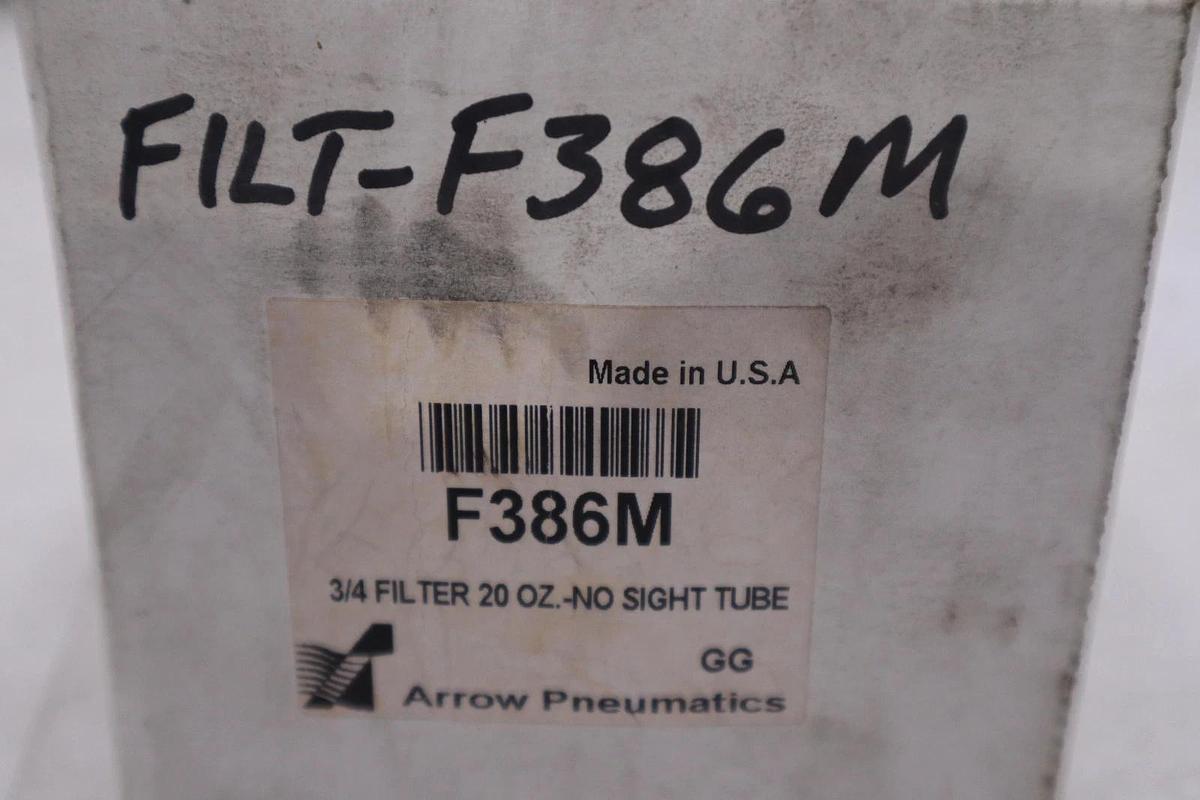 FILT-F386M
Made in U.S.A
F386M
3/4 FILTER 20 OZ.-NO SIGHT TUBE
GG
Arrow Pneumatics